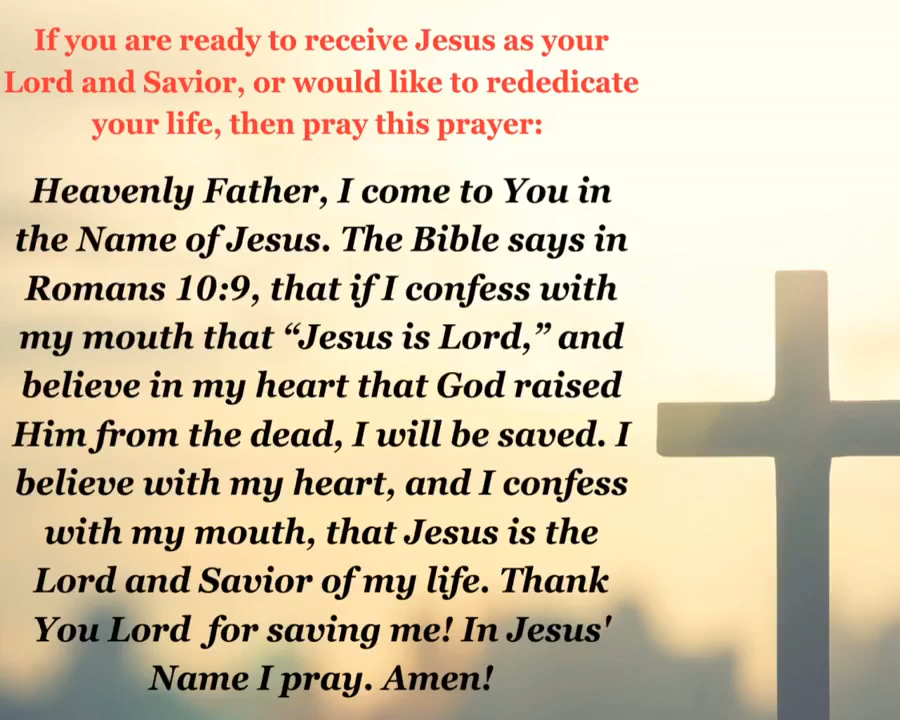 If you are ready to receive Jesus as your
Lord and Savior, or would like to rededicate
your life, then pray this prayer:
Heavenly Father, I come to You in
the Name of Jesus. The Bible says in
Romans 10:9, that if I confess with
my mouth that “Jesus is Lord,” and
believe in my heart that God raised
Him from the dead, I will be saved. I
believe with my heart, and I confess
with my mouth, that Jesus is the
Lord and Savior of my life. Thank
You Lord for saving me! In Jesus'
Name I pray. Amen!